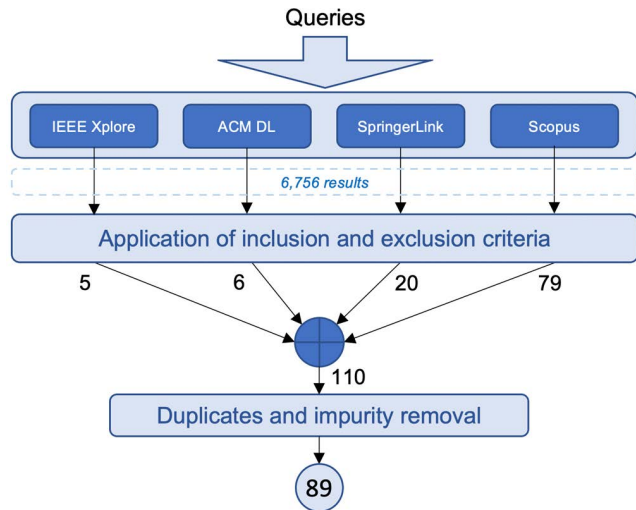 Queries
IEEE Xplore
ACM DL
SpringerLink
Scopus
6,756 results
Application of inclusion and exclusion criteria
5
6
20
79
110
Duplicates and impurity removal
89